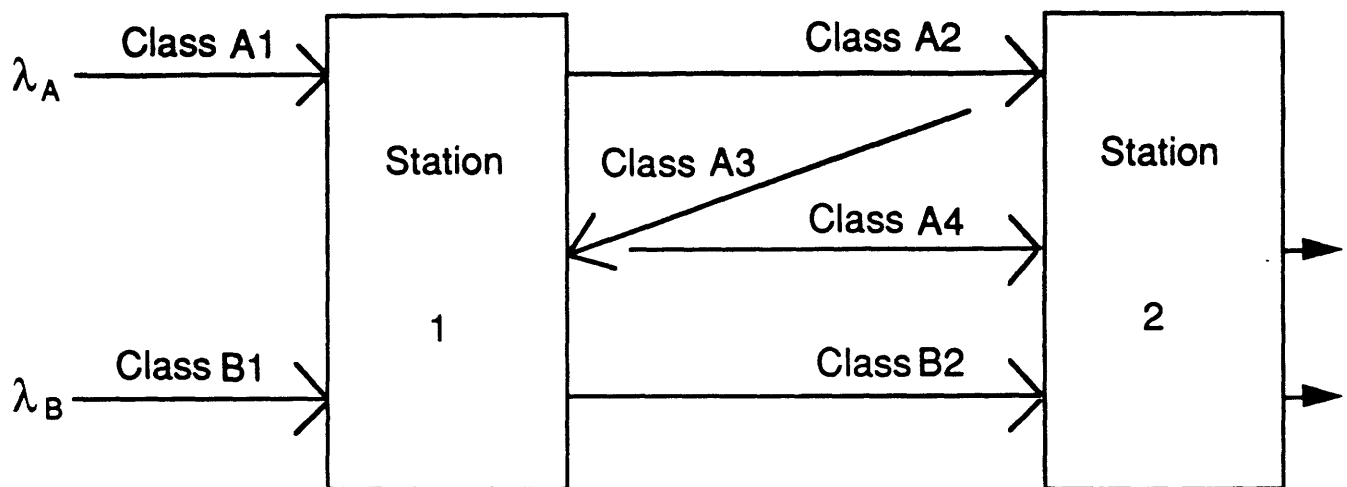 Class A1
Class A2
λA
Station
Class A3
Station
Class A4
1
2
Class B1
Class B2
λB